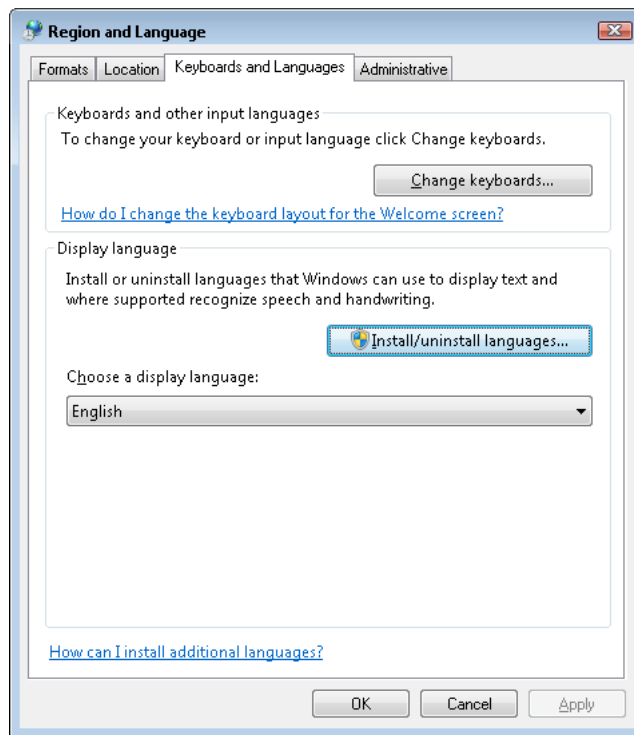 Region and Language
Formats Location Keyboards and Languages Administrative
Keyboards and other input languages
To change your keyboard or input language click Change keyboards.
Change keyboards...
How do I change the keyboard layout for the Welcome screen?
Display language
Install or uninstall languages that Windows can use to display text and
where supported recognize speech and handwriting.
Install/uninstall languages...
Choose a display language:
English
How can I install additional languages?
OK Cancel Apply